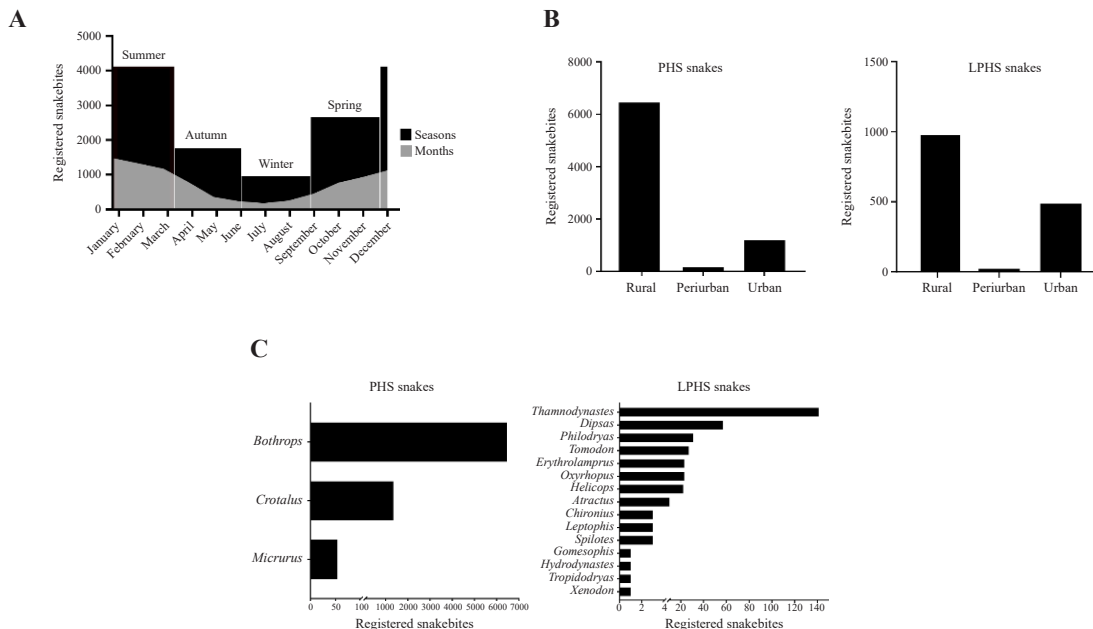 A
Registered snakebites
5000
4000
3000
2000
1000
0
Summer
Autumn
Winter
Spring
Seasons
Months
January
February
March
April
May
June
July
August
September
October
November
December
B
PHS snakes
Registered snakebites
8000
6000
4000
2000
0
Rural
Periurban
Urban
LPHS snakes
Registered snakebites
1500
1000
500
0
Rural
Periurban
Urban
C
PHS snakes
Bothrops
Crotalus
Micrurus
0 50 100 1000 2000 3000 4000 5000 6000 7000
Registered snakebites
LPHS snakes
Thamnodynastes
Dipsas
Philodryas
Tomodon
Erythrolamprus
Oxyrhopus
Helicops
Atractus
Chironius
Leptophis
Spilotes
Gomesophis
Hydrodynastes
Tropidodryas
Xenodon
0 2 4 20 40 60 80 100 120 140
Registered snakebites